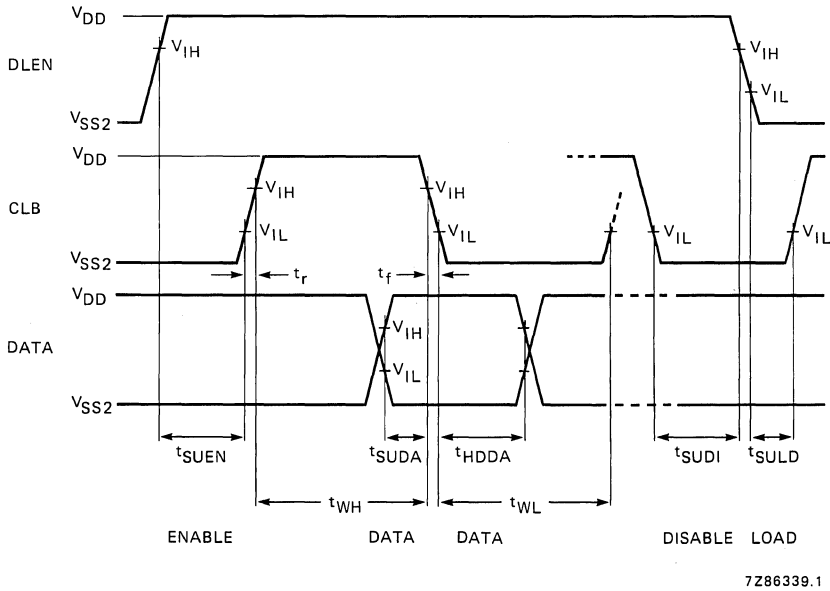 VDD
VIH
VIH
DLEN
VIL
VSS2
VDD
VIH
VIH
CLB
VIL
VIL
VIL
VIL
VSS2
tr
tf
VDD
VIH
DATA
VIL
VSS2
tSUEN
tSUDA
tHDDA
tSUDI
tSULD
tWH
tWL
ENABLE
DATA
DATA
DISABLE
LOAD
7Z86339.1